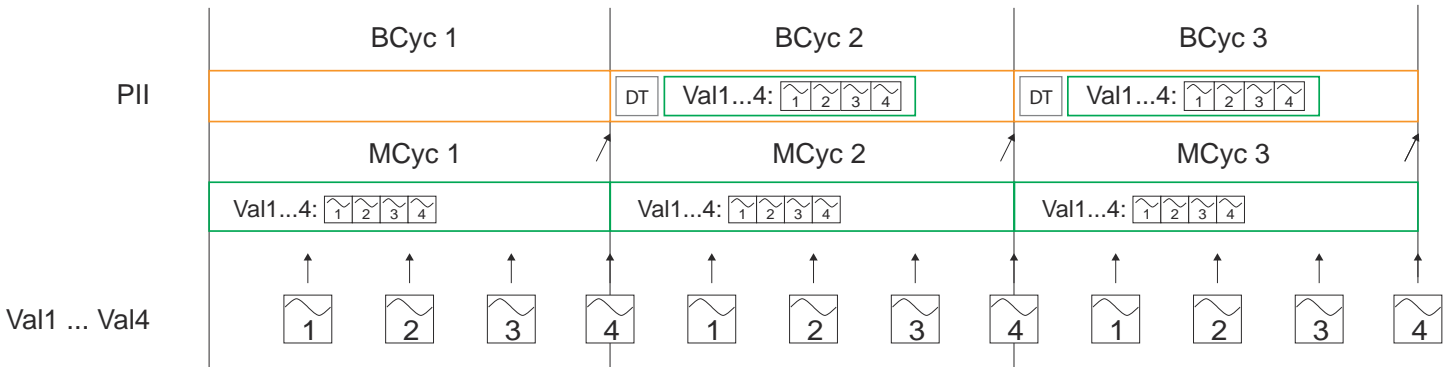 BCyc 1 BCyc 2 BCyc 3
PII DT Val1...4: 1 2 3 4 DT Val1...4: 1 2 3 4
MCyc 1 MCyc 2 MCyc 3
Val1...4: 1 2 3 4 Val1...4: 1 2 3 4 Val1...4: 1 2 3 4
Val1 ... Val4 1 2 3 4 1 2 3 4 1 2 3 4